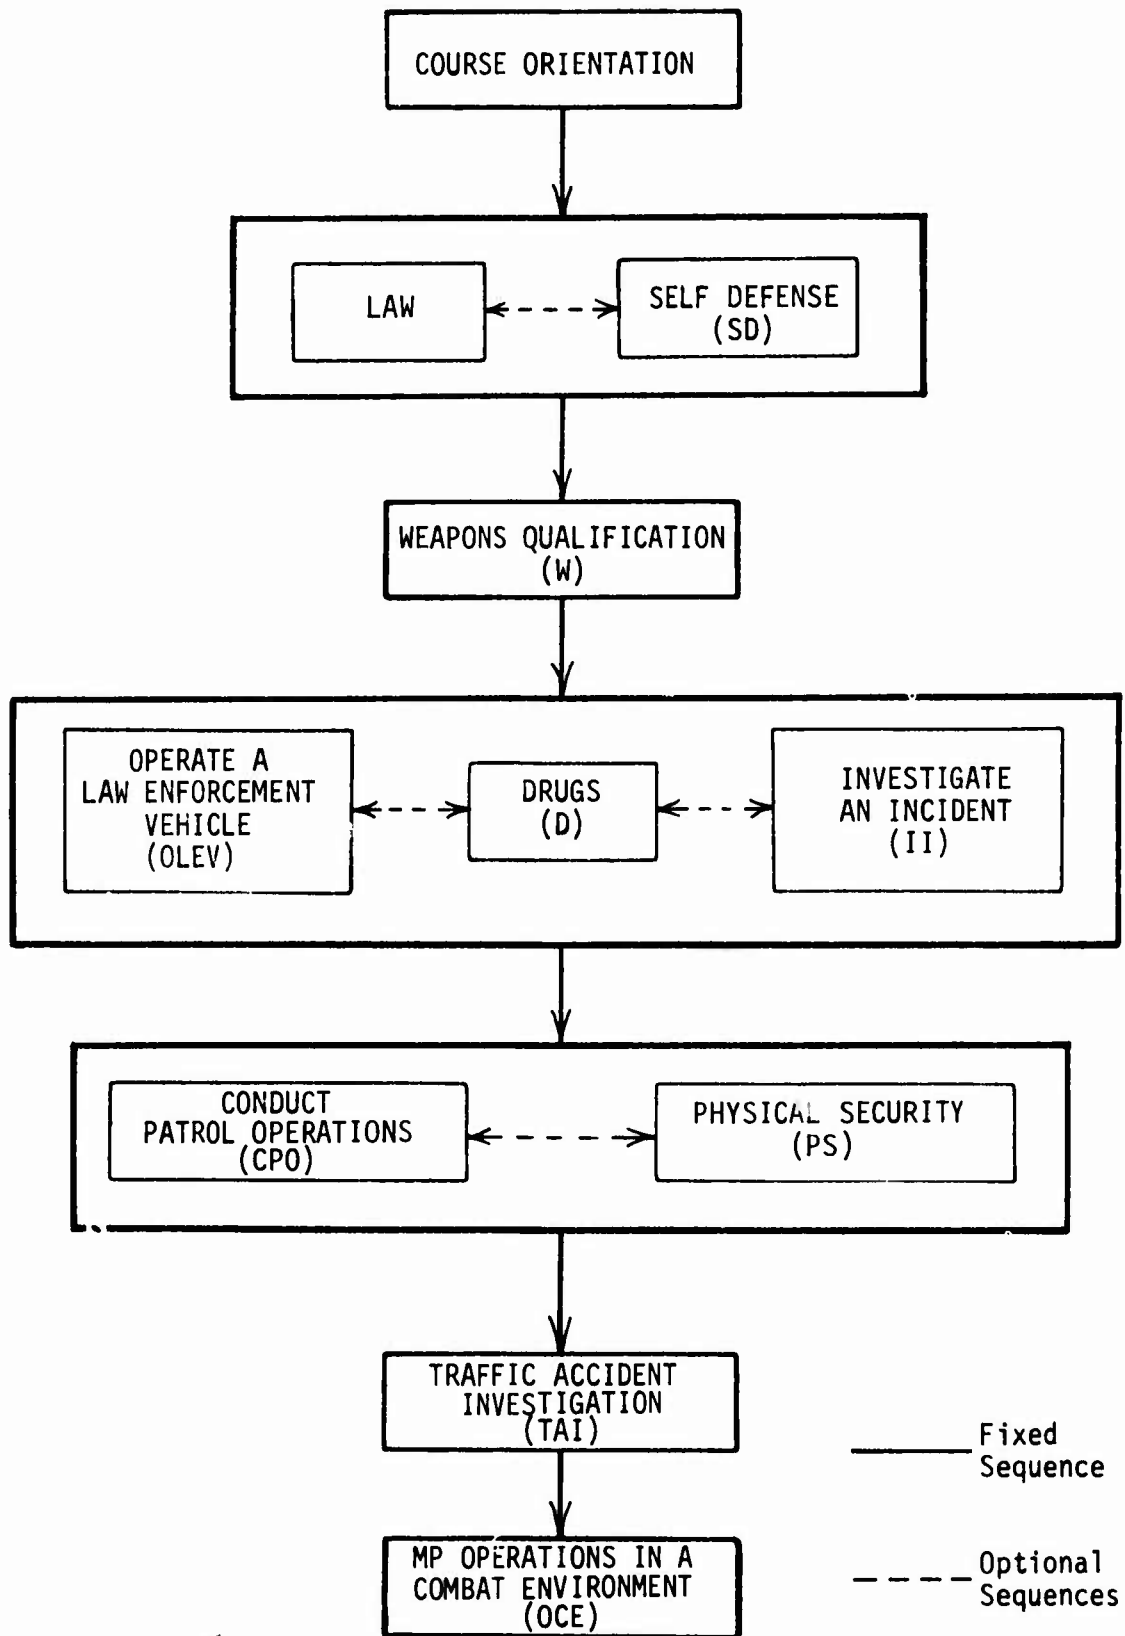 COURSE ORIENTATION
LAW
SELF DEFENSE
(SD)
WEAPONS QUALIFICATION
(W)
OPERATE A
LAW ENFORCEMENT
VEHICLE
(OLEV)
DRUGS
(D)
INVESTIGATE
AN INCIDENT
(II)
CONDUCT
PATROL OPERATIONS
(CPO)
PHYSICAL SECURITY
(PS)
TRAFFIC ACCIDENT
INVESTIGATION
(TAI)
Fixed
Sequence
MP OPERATIONS IN A
COMBAT ENVIRONMENT
(OCE)
Optional
Sequences